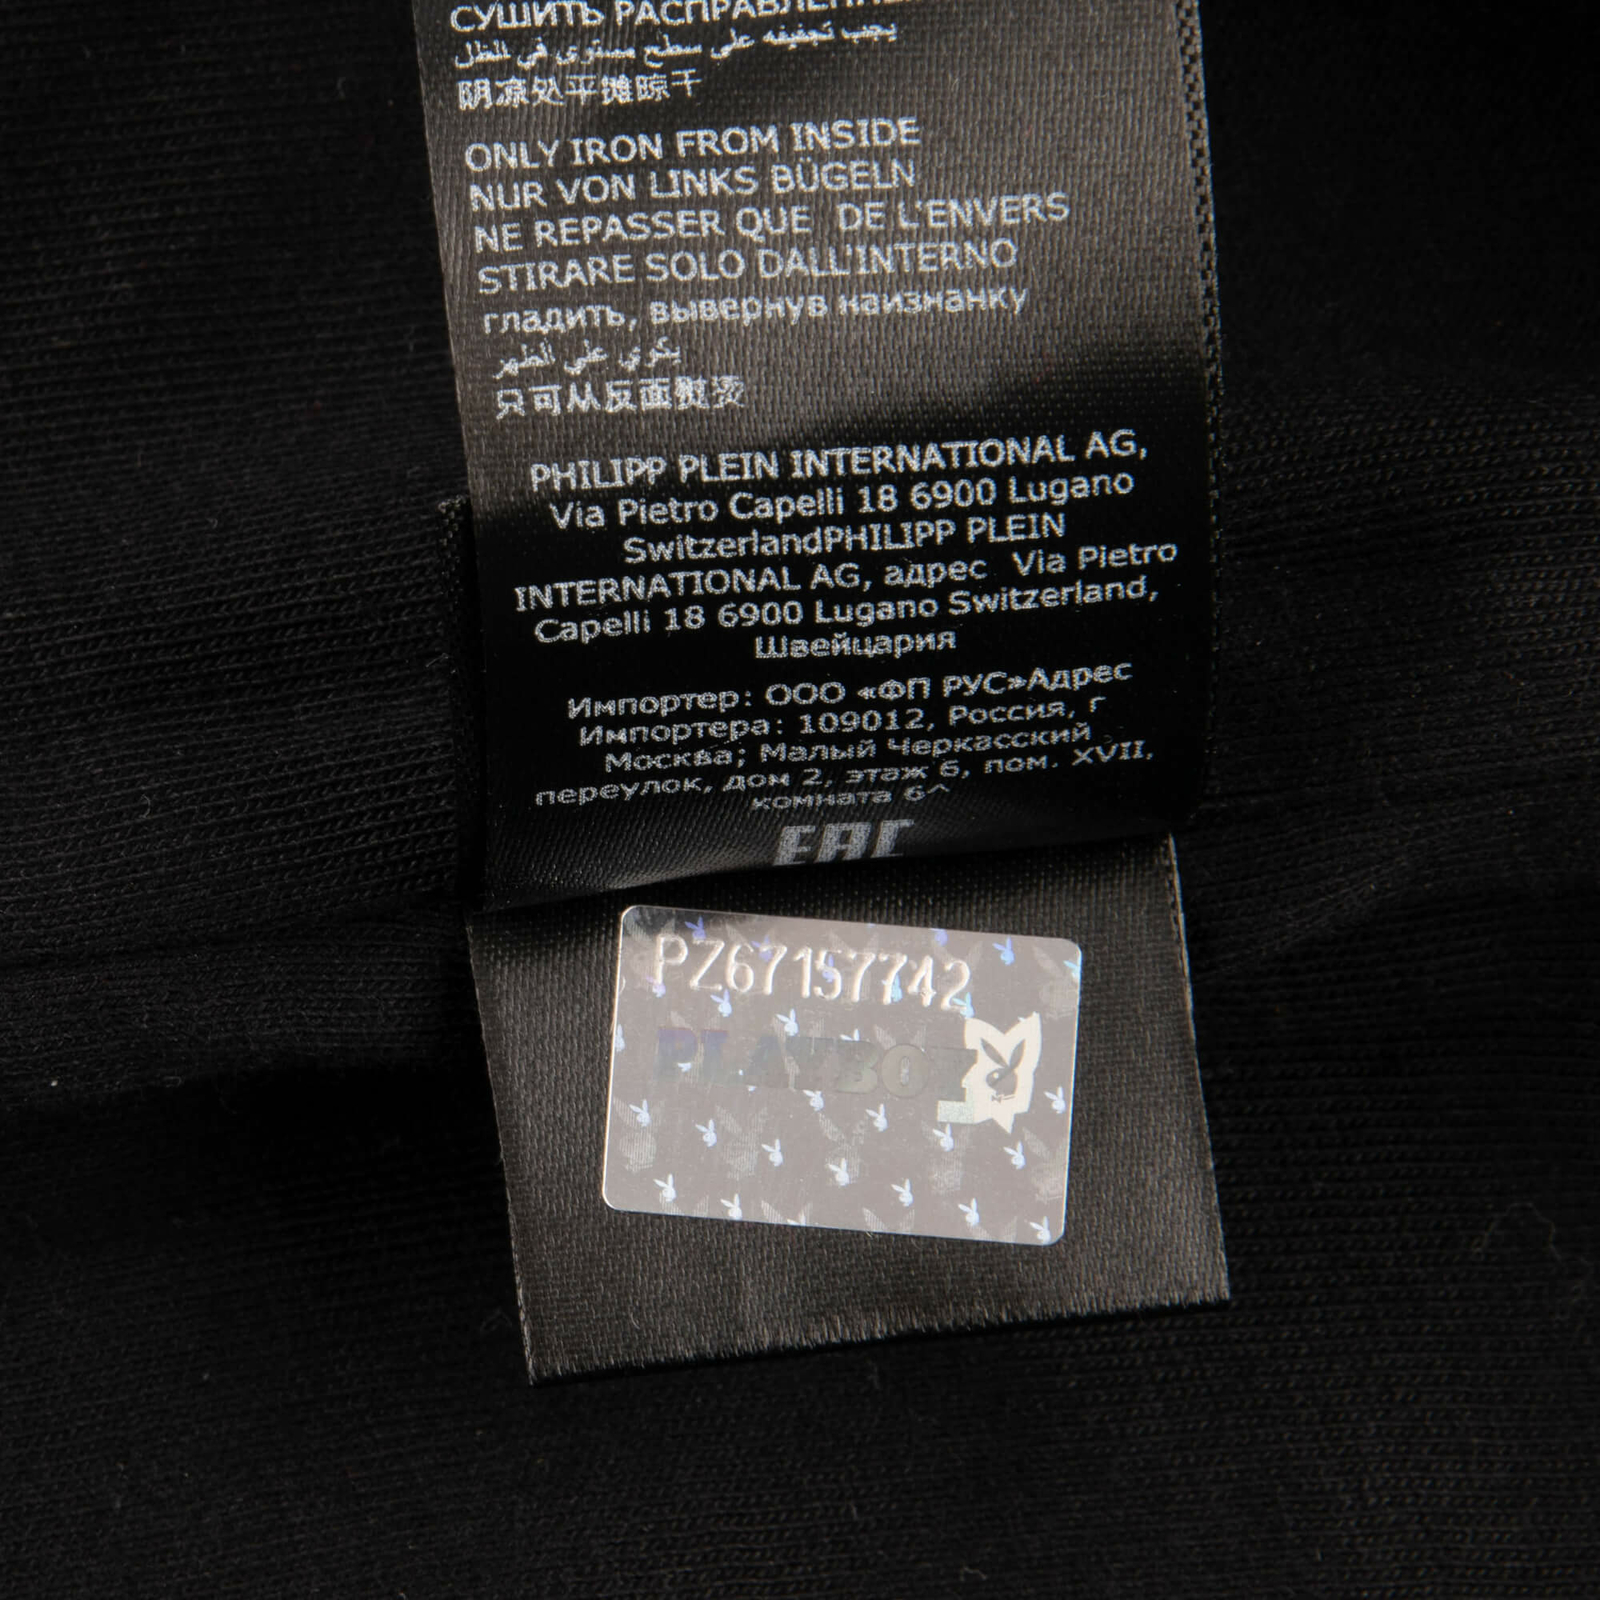 СУШИТЬ РАСПРАВЛЕННЫМ
يجب تجفيفه على سطح مستوى في الظل
阴凉处平摊晾干
ONLY IRON FROM INSIDE
NUR VON LINKS BÜGELN
NE REPASSER QUE DE L'ENVERS
STIRARE SOLO DALL'INTERNO
гладить, вывернув наизнанку
يكوي على الظهر
只可从反面熨烫
PHILIPP PLEIN INTERNATIONAL AG,
Via Pietro Capelli 18 6900 Lugano
SwitzerlandPHILIPP PLEIN
INTERNATIONAL AG, адрес Via Pietro
Capelli 18 6900 Lugano Switzerland,
Швейцария
Импортер: ООО «ФП РУС»Адрес
Импортера: 109012, Россия, г
Москва; Малый Черкасский
переулок, дом 2, этаж 6, пом. XVII,
комната 6^
EAC
PZ67157742
PLAYBOY